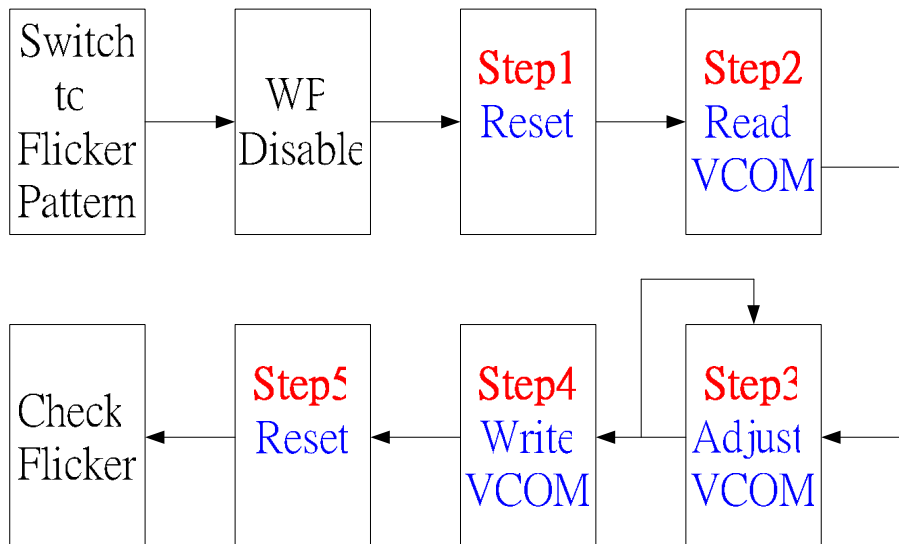 Switch
to
Flicker
Pattern
WP
Disable
Step1
Reset
Step2
Read
VCOM
Check
Flicker
Step5
Reset
Step4
Write
VCOM
Step3
Adjust
VCOM